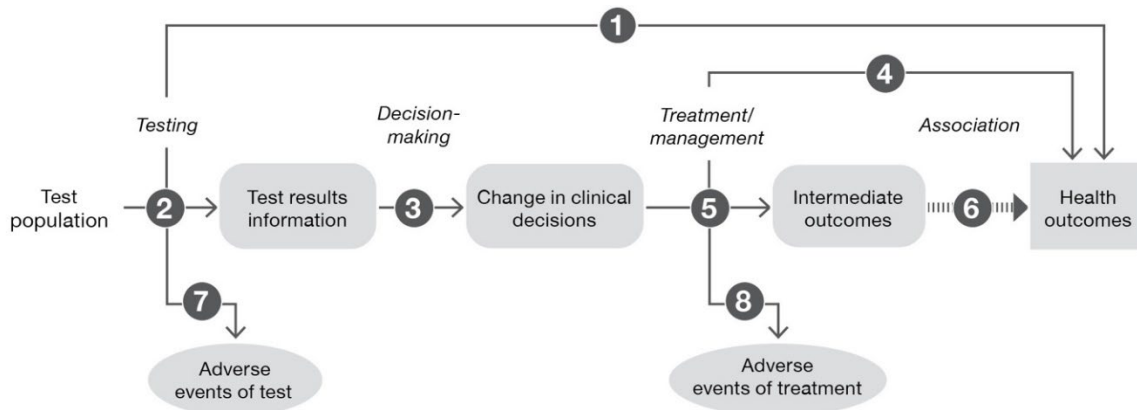 1
4
Testing
Decision-
making
Treatment/
management
Association
Test
population
2
Test results
information
3
Change in clinical
decisions
5
Intermediate
outcomes
6
Health
outcomes
7
8
Adverse
events of test
Adverse
events of treatment